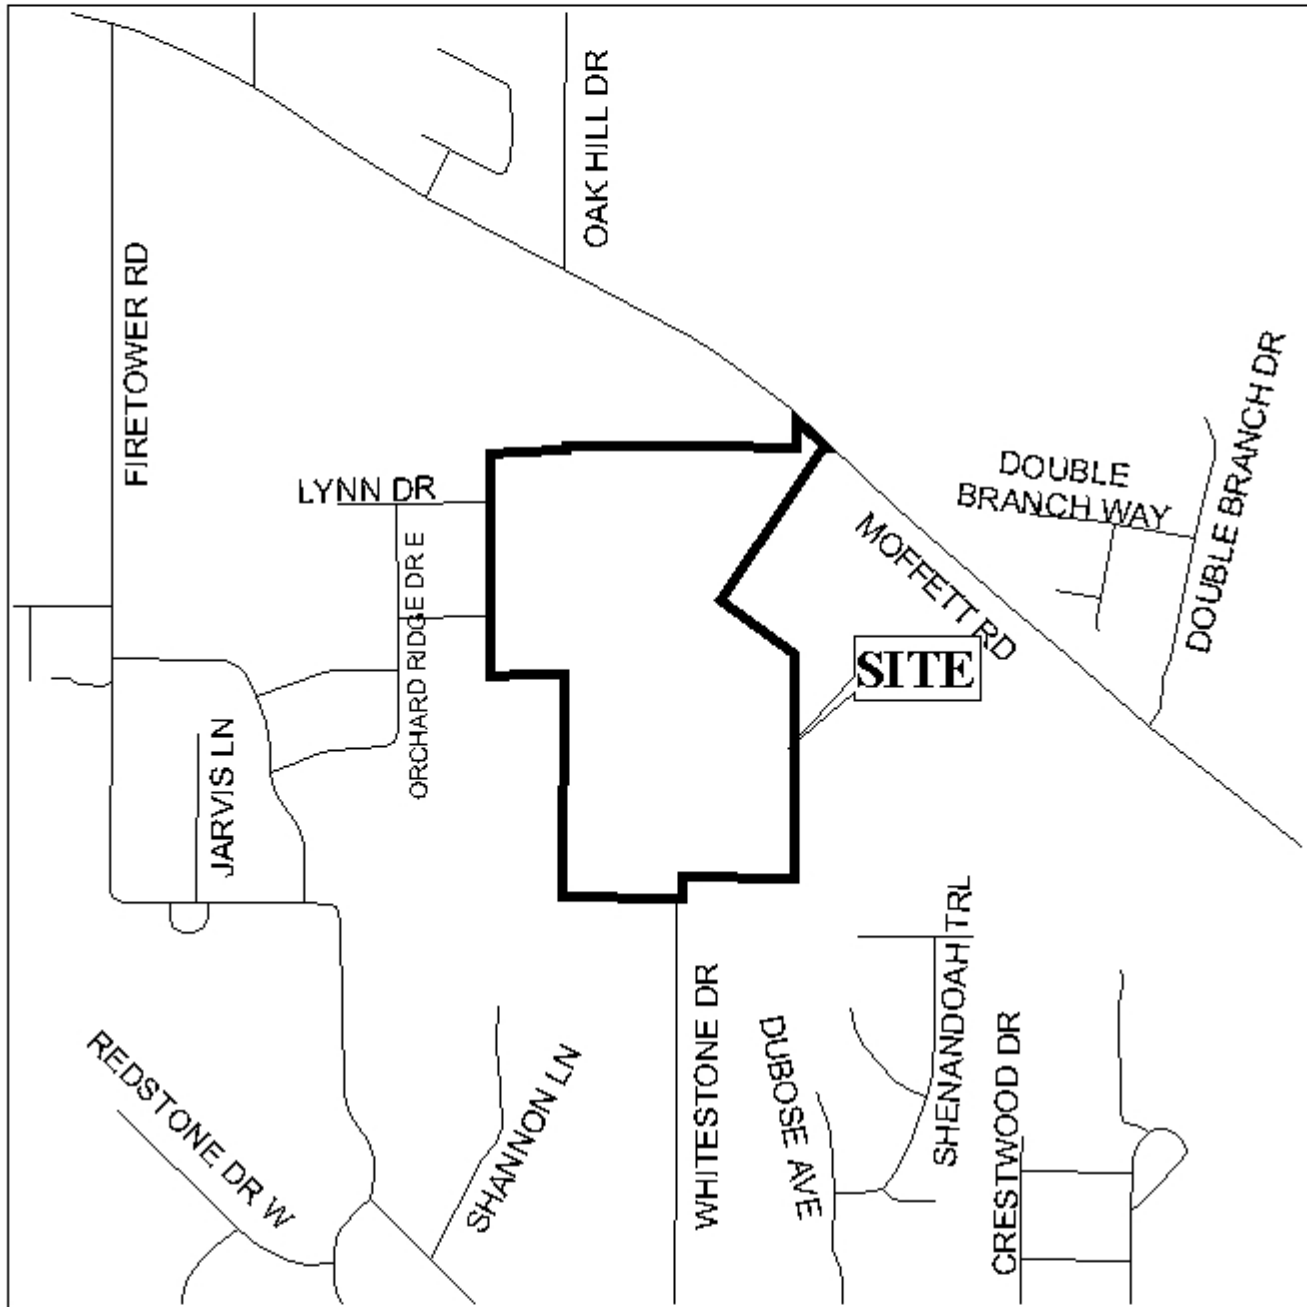 OAK HILL DR
FIRETOWER RD
DOUBLE BRANCH DR
DOUBLE
BRANCH WAY
LYNN DR
MOFFETT RD
ORCHARD RIDGE DR E
SITE
JARVIS LN
SHENANDOAH TRL
WHITESTONE DR
CRESTWOOD DR
DUBOSE AVE
REDSTONE DR W
SHANNON LN